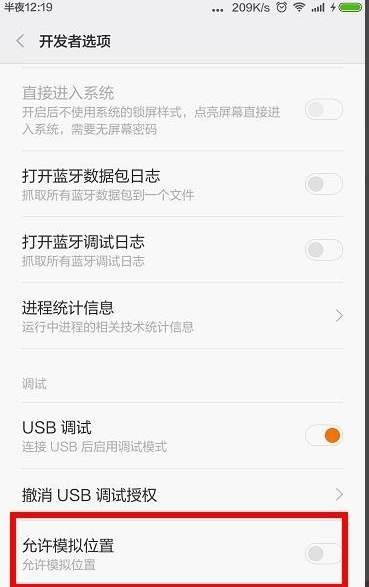 半夜12:19
... 209K/s
开发者选项
直接进入系统
开启后不使用系统的锁屏样式，点亮屏幕直接进
入系统，需要无屏幕密码
打开蓝牙数据包日志
抓取所有蓝牙数据包到一个文件
打开蓝牙调试日志
抓取所有蓝牙调试日志
进程统计信息
运行中进程的相关技术统计信息
调试
USB 调试
连接 USB 后启用调试模式
撤消 USB 调试授权
允许模拟位置
允许模拟位置